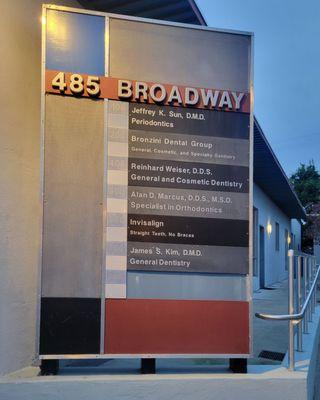 485 BROADWAY
Jeffrey K. Sun, D.M.D.
Periodontics
Bronzini Dental Group
General, Cosmetic, and Specialty Dentistry
Reinhard Weiser, D.D.S.
General and Cosmetic Dentistry
Alan D. Marcus, D.D.S., M.S.D.
Specialist in Orthodontics
Invisalign
Straight Teeth, No Braces
James S. Kim, D.M.D.
General Dentistry